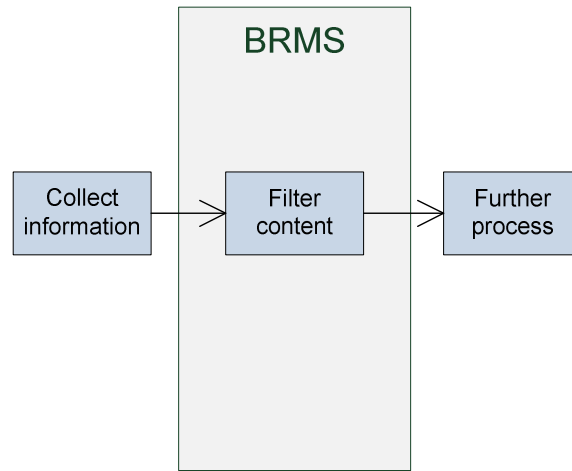 BRMS
Collect
information
Filter
content
Further
process